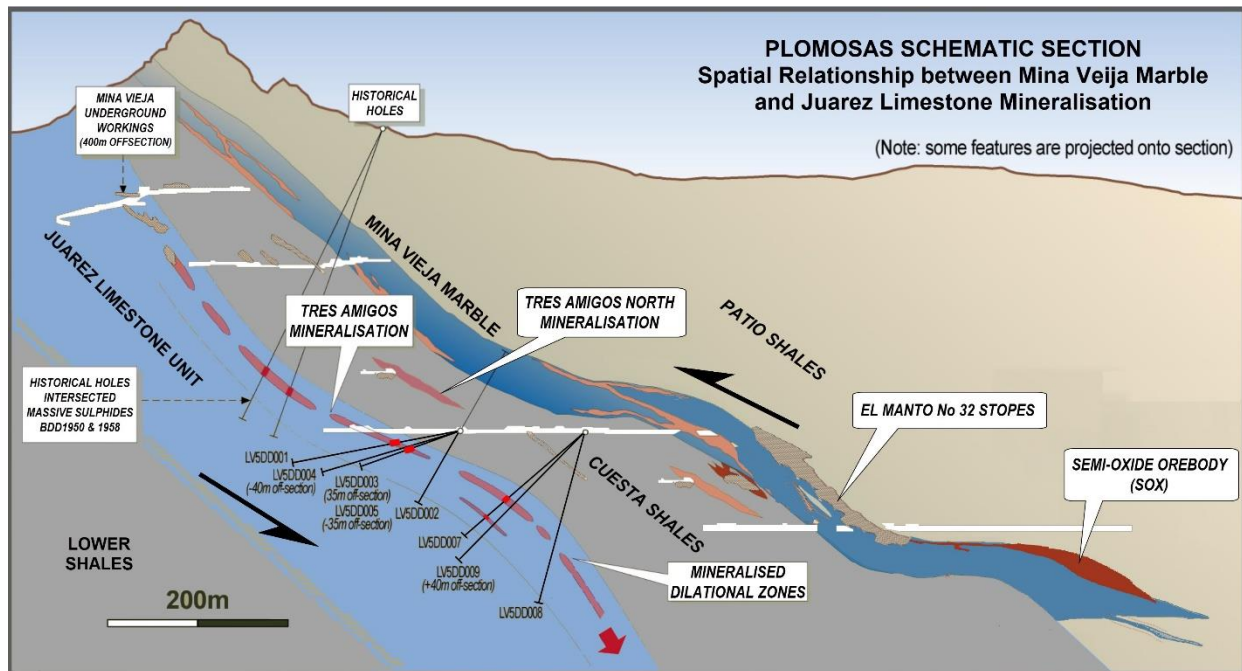 PLOMOSAS SCHEMATIC SECTION
Spatial Relationship between Mina Veija Marble
and Juarez Limestone Mineralisation
(Note: some features are projected onto section)
MINA VIEJA
UNDERGROUND
WORKINGS
(400m OFFSECTION)
HISTORICAL
HOLES
JUAREZ LIMESTONE UNIT
MINA VIEJA MARBLE
PATIO SHALES
TRES AMIGOS
MINERALISATION
TRES AMIGOS NORTH
MINERALISATION
HISTORICAL HOLES
INTERSECTED
MASSIVE SULPHIDES
BDD1950 & 1958
EL MANTO No 32 STOPES
SEMI-OXIDE OREBODY
(SOX)
CUESTA SHALES
LV5DD001
LV5DD004
(-40m off-section)
LV5DD003
(35m off-section)
LV5DD005
(-35m off-section)
LV5DD002
LV5DD007
LV5DD009
(+40m off-section)
LV5DD008
MINERALISED
DILATIONAL ZONES
LOWER
SHALES
200m